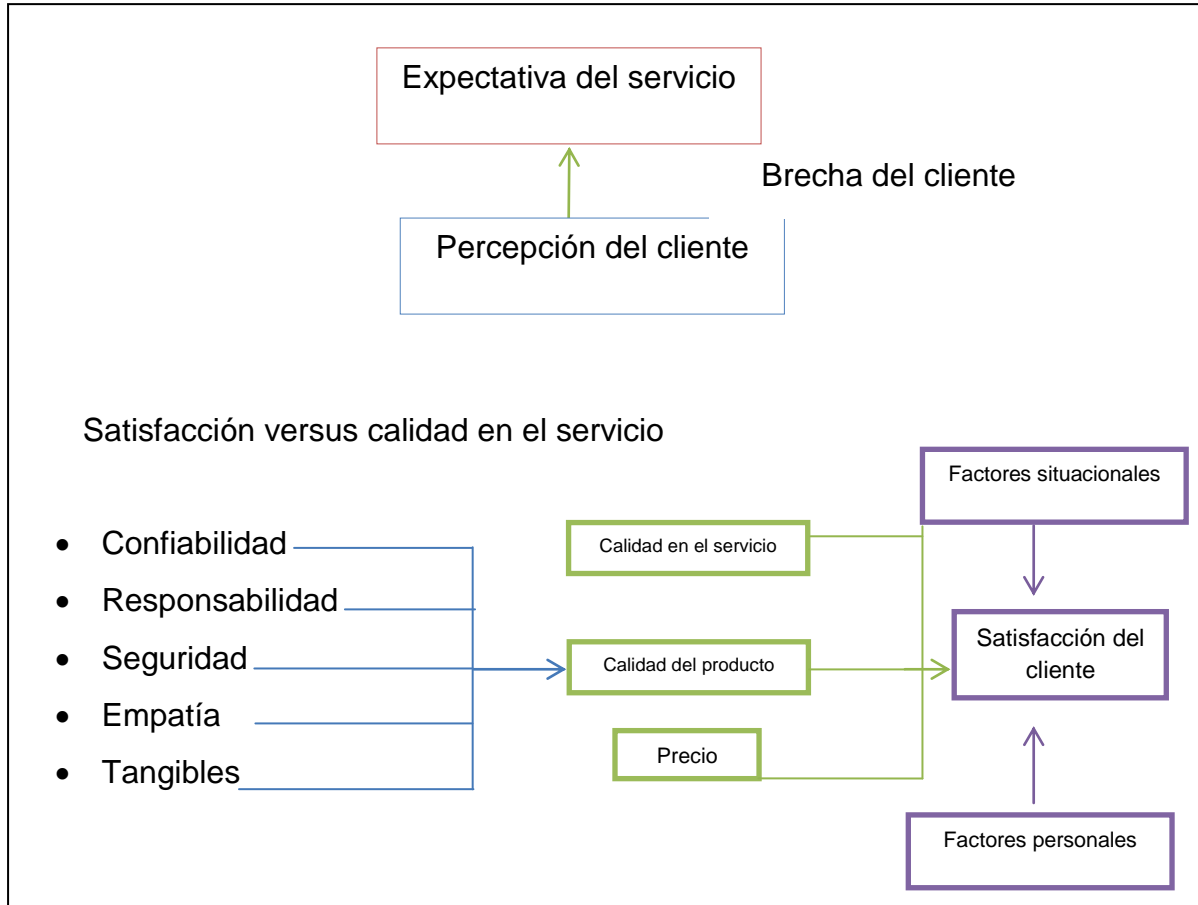 Expectativa del servicio
Brecha del cliente
Percepción del cliente
Satisfacción versus calidad en el servicio
• Confiabilidad
• Responsabilidad
• Seguridad
• Empatía
• Tangibles
Calidad en el servicio
Calidad del producto
Precio
Factores situacionales
Satisfacción del
cliente
Factores personales